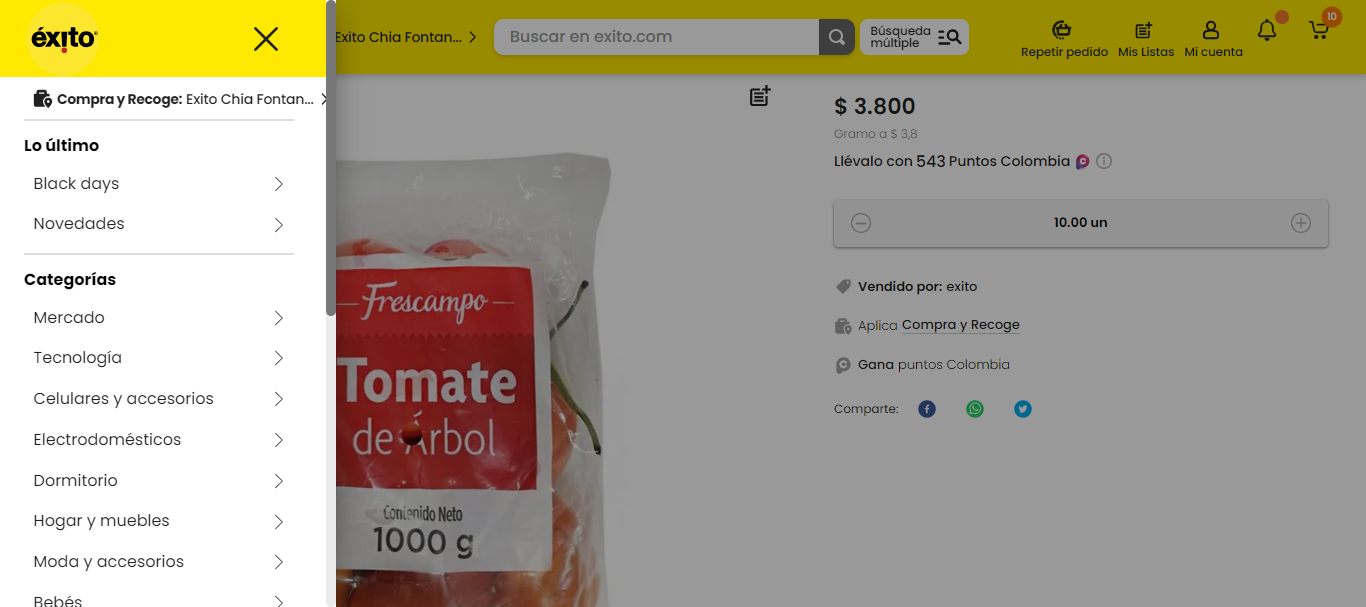 éxito
Compra y Recoge: Exito Chia Fontan...
Lo último
Black days
Novedades
Categorías
Mercado
Tecnología
Celulares y accesorios
Electrodomésticos
Dormitorio
Hogar y muebles
Moda y accesorios
Bebés
Exito Chia Fontan...
Buscar en exito.com
Búsqueda
múltiple
Repetir pedido
Mis Listas
Mi cuenta
10
Frescampo
Tomate
de Árbol
Contenido Neto
1000 g
$ 3.800
Gramo a $ 3,8
Llévalo con 543 Puntos Colombia
10.00 un
Vendido por: exito
Aplica Compra y Recoge
Gana puntos Colombia
Comparte: